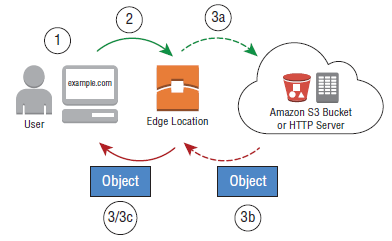 1
2
3a
example.com
User
Edge Location
Amazon S3 Bucket
or HTTP Server
Object
Object
3/3c
3b